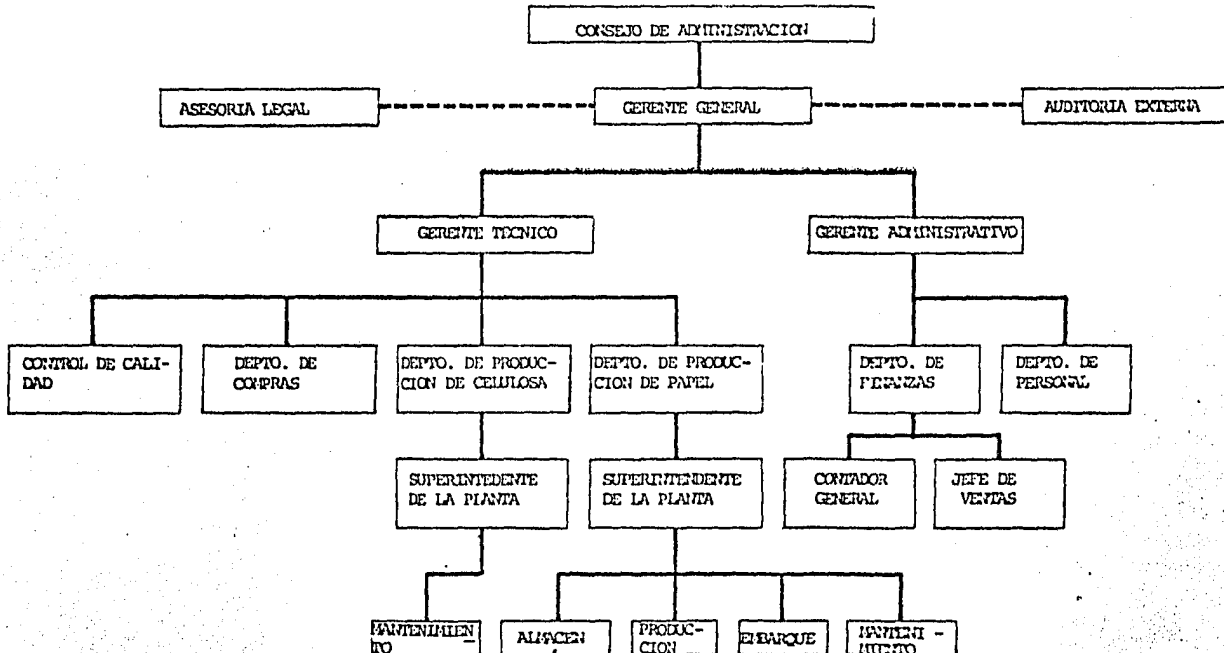 CONSEJO DE ADMINISTRACION
ASESORIA LEGAL
GERENTE GENERAL
AUDITORIA EXTERNA
GERENTE TECNICO
GERENTE ADMINISTRATIVO
CONTROL DE CALI-
DAD
DEPTO. DE
COMPRAS
DEPTO. DE PRODUC-
CION DE CELULOSA
DEPTO. DE PRODUC-
CION DE PAPEL
DEPTO. DE
FINANZAS
DEPTO. DE
PERSONAL
SUPERINTEDENTE
DE LA PLANTA
SUPERINTENDENTE
DE LA PLANTA
CONTADOR
GENERAL
JEFE DE
VENTAS
MANTENIMIEN
TO
ALMACEN
PRODUC-
CION
EMBARQUE
MANTENI -
MIENTO